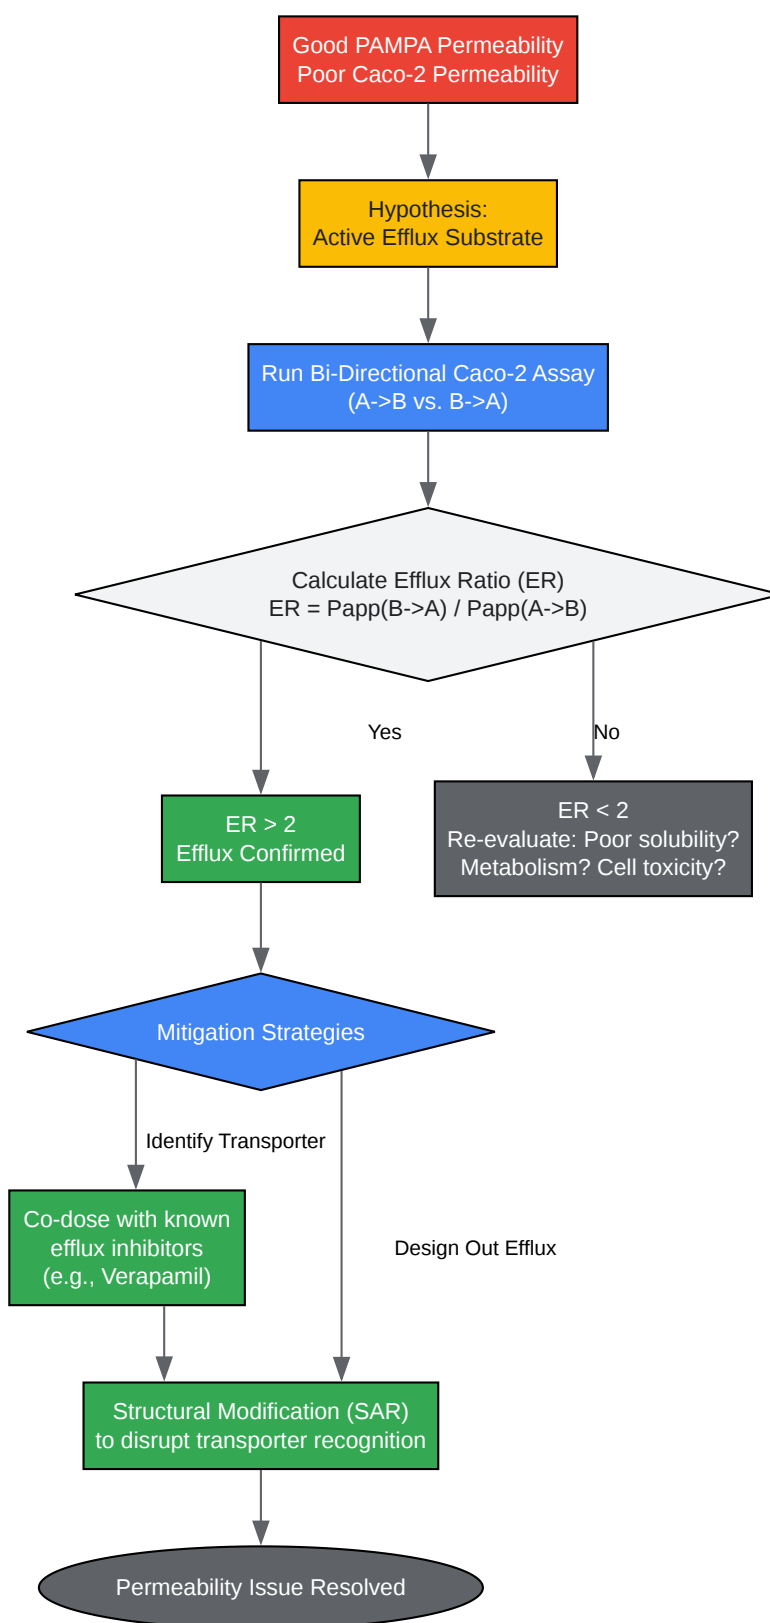 Good PAMPA Permeability
Poor Caco-2 Permeability
Hypothesis:
Active Efflux Substrate
Run Bi-Directional Caco-2 Assay
(A->B vs. B->A)
Calculate Efflux Ratio (ER)
ER = Papp(B->A) / Papp(A->B)
Yes
No
ER > 2
Efflux Confirmed
ER < 2
Re-evaluate: Poor solubility?
Metabolism? Cell toxicity?
Mitigation Strategies
Identify Transporter
Co-dose with known
efflux inhibitors
(e.g., Verapamil)
Design Out Efflux
Structural Modification (SAR)
to disrupt transporter recognition
Permeability Issue Resolved